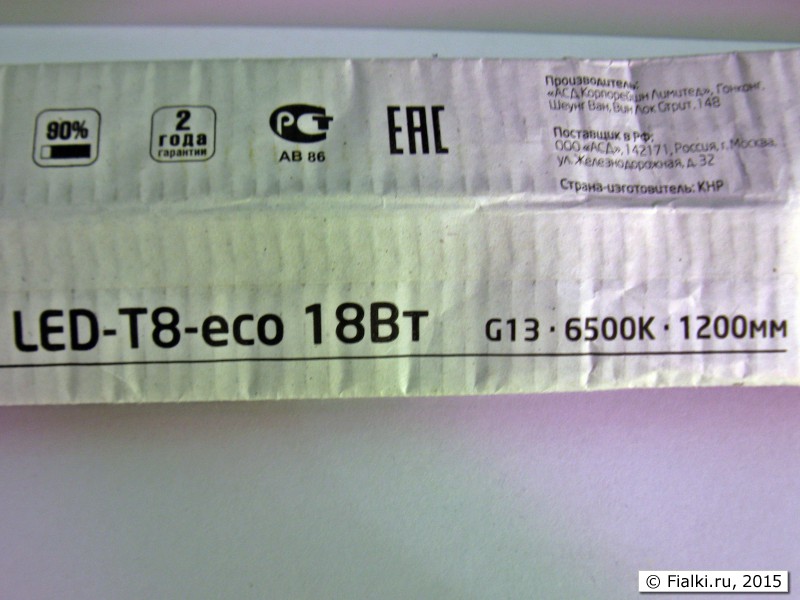 90%
2
года
гарантии
РСТ
АВ 86
ЕАС
Производитель:
«АСД Корпорейшн Лимитед», Гонконг,
Шеунг Ван, Вин Лок Стрит, 148
Поставщик в РФ:
ООО «АСД», 142171, Россия, г. Москва,
ул. Железнодорожная, д. 32
Страна-изготовитель: КНР
LED-T8-eco 18Вт
G13 · 6500K · 1200мм
© Fialki.ru, 2015